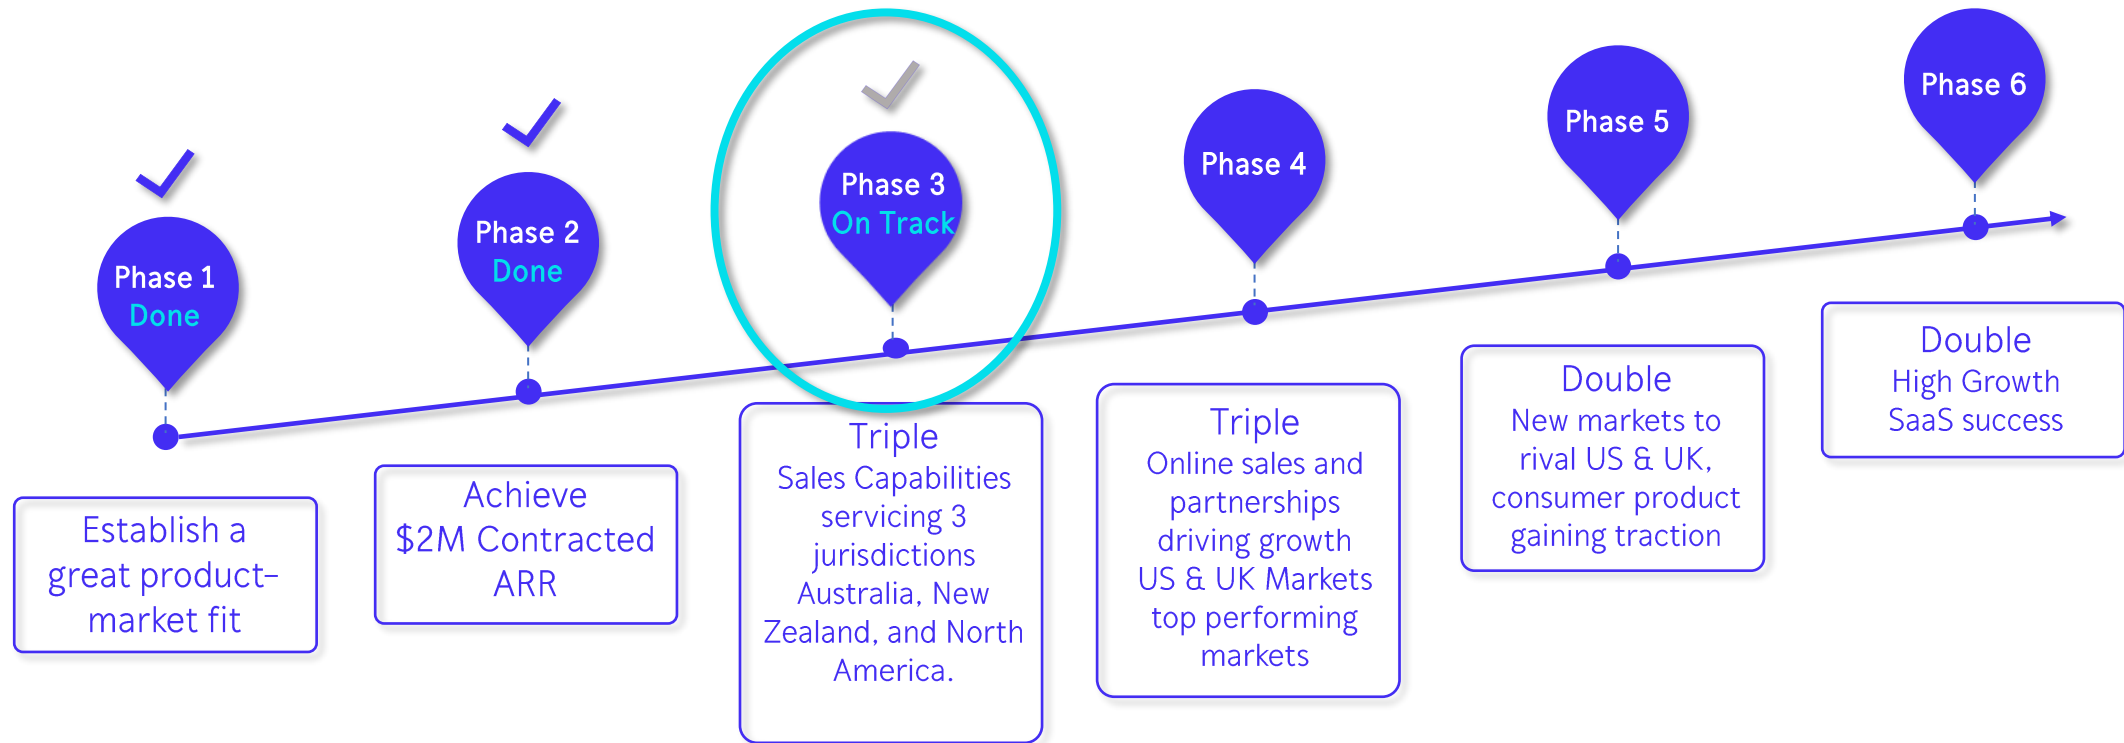 Phase 1
Done
Establish a
great product-
market fit
Phase 2
Done
Achieve
$2M Contracted
ARR
Phase 3
On Track
Triple
Sales Capabilities
servicing 3
jurisdictions
Australia, New
Zealand, and North
America.
Phase 4
Triple
Online sales and
partnerships
driving growth
US & UK Markets
top performing
markets
Phase 5
Double
New markets to
rival US & UK,
consumer product
gaining traction
Phase 6
Double
High Growth
SaaS success